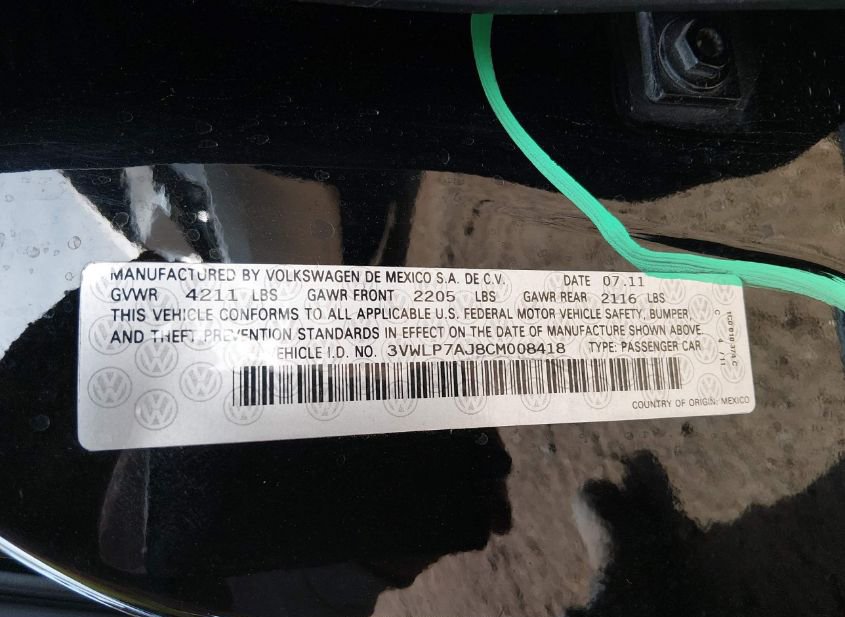 MANUFACTURED BY VOLKSWAGEN DE MEXICO S.A. DE C.V. DATE 07.11
GVWR 4211 LBS GAWR FRONT 2205 LBS GAWR REAR 2116 LBS
THIS VEHICLE CONFORMS TO ALL APPLICABLE U.S. FEDERAL MOTOR VEHICLE SAFETY, BUMPER,
AND THEFT PREVENTION STANDARDS IN EFFECT ON THE DATE OF MANUFACTURE SHOWN ABOVE.
VEHICLE I.D. NO. 3VWLP7AJ8CM008418 TYPE: PASSENGER CAR
COUNTRY OF ORIGIN: MEXICO
C 4/11